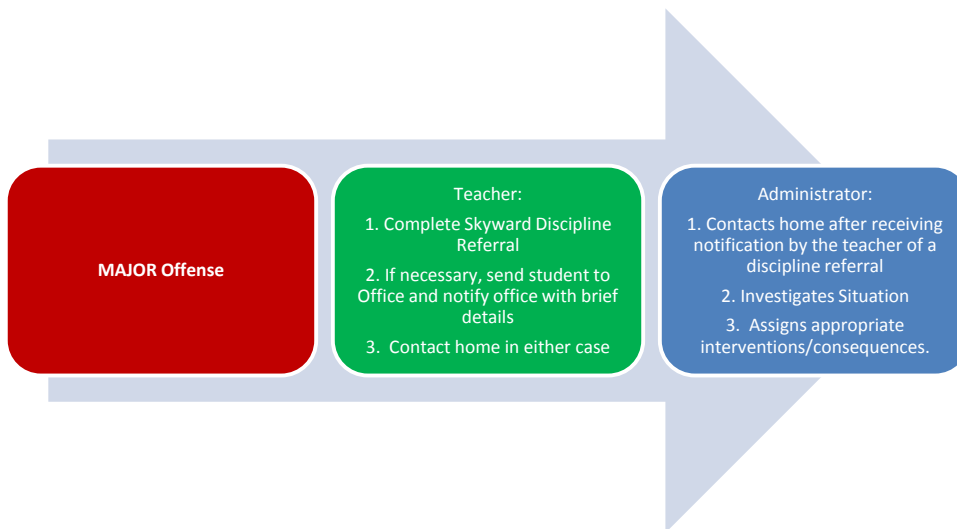 MAJOR Offense
Teacher:
1. Complete Skyward Discipline
Referral
2. If necessary, send student to
Office and notify office with brief
details
3. Contact home in either case
Administrator:
1. Contacts home after receiving
notification by the teacher of a
discipline referral
2. Investigates Situation
3. Assigns appropriate
interventions/consequences.